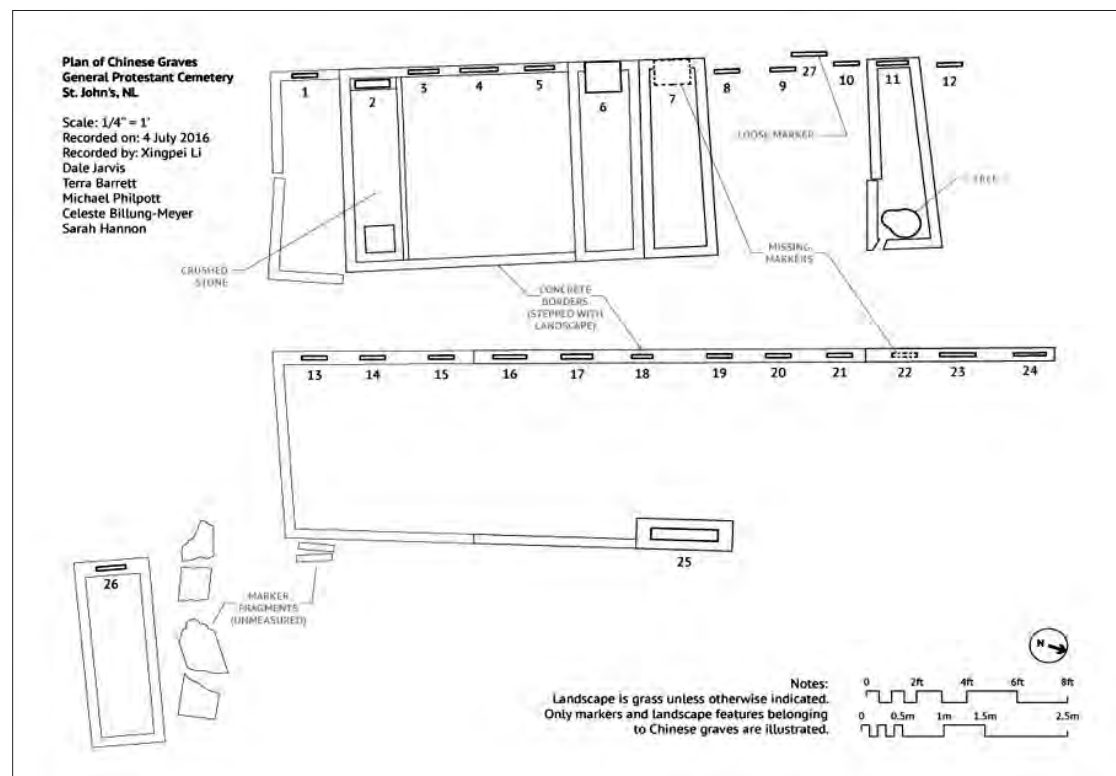 Plan of Chinese Graves
General Protestant Cemetery
St. John's, NL
Scale: 1/4" = 1'
Recorded on: 4 July 2016
Recorded by: Xingpei Li
Dale Jarvis
Terra Barrett
Michael Philpott
Celeste Billung-Meyer
Sarah Hannon
1
2
3
4
5
6
7
8
9
27
10
11
12
LOOSE MARKER
TREE
CRUSHED
STONE
CONCRETE
BORDERS
(STEPPED WITH
LANDSCAPE)
MISSING
MARKERS
13
14
15
16
17
18
19
20
21
22
23
24
25
26
MARKER
FRAGMENTS
(UNMEASURED)
N
Notes:
Landscape is grass unless otherwise indicated.
Only markers and landscape features belonging
to Chinese graves are illustrated.
0 2ft 4ft 6ft 8ft
0 0.5m 1m 1.5m 2.5m